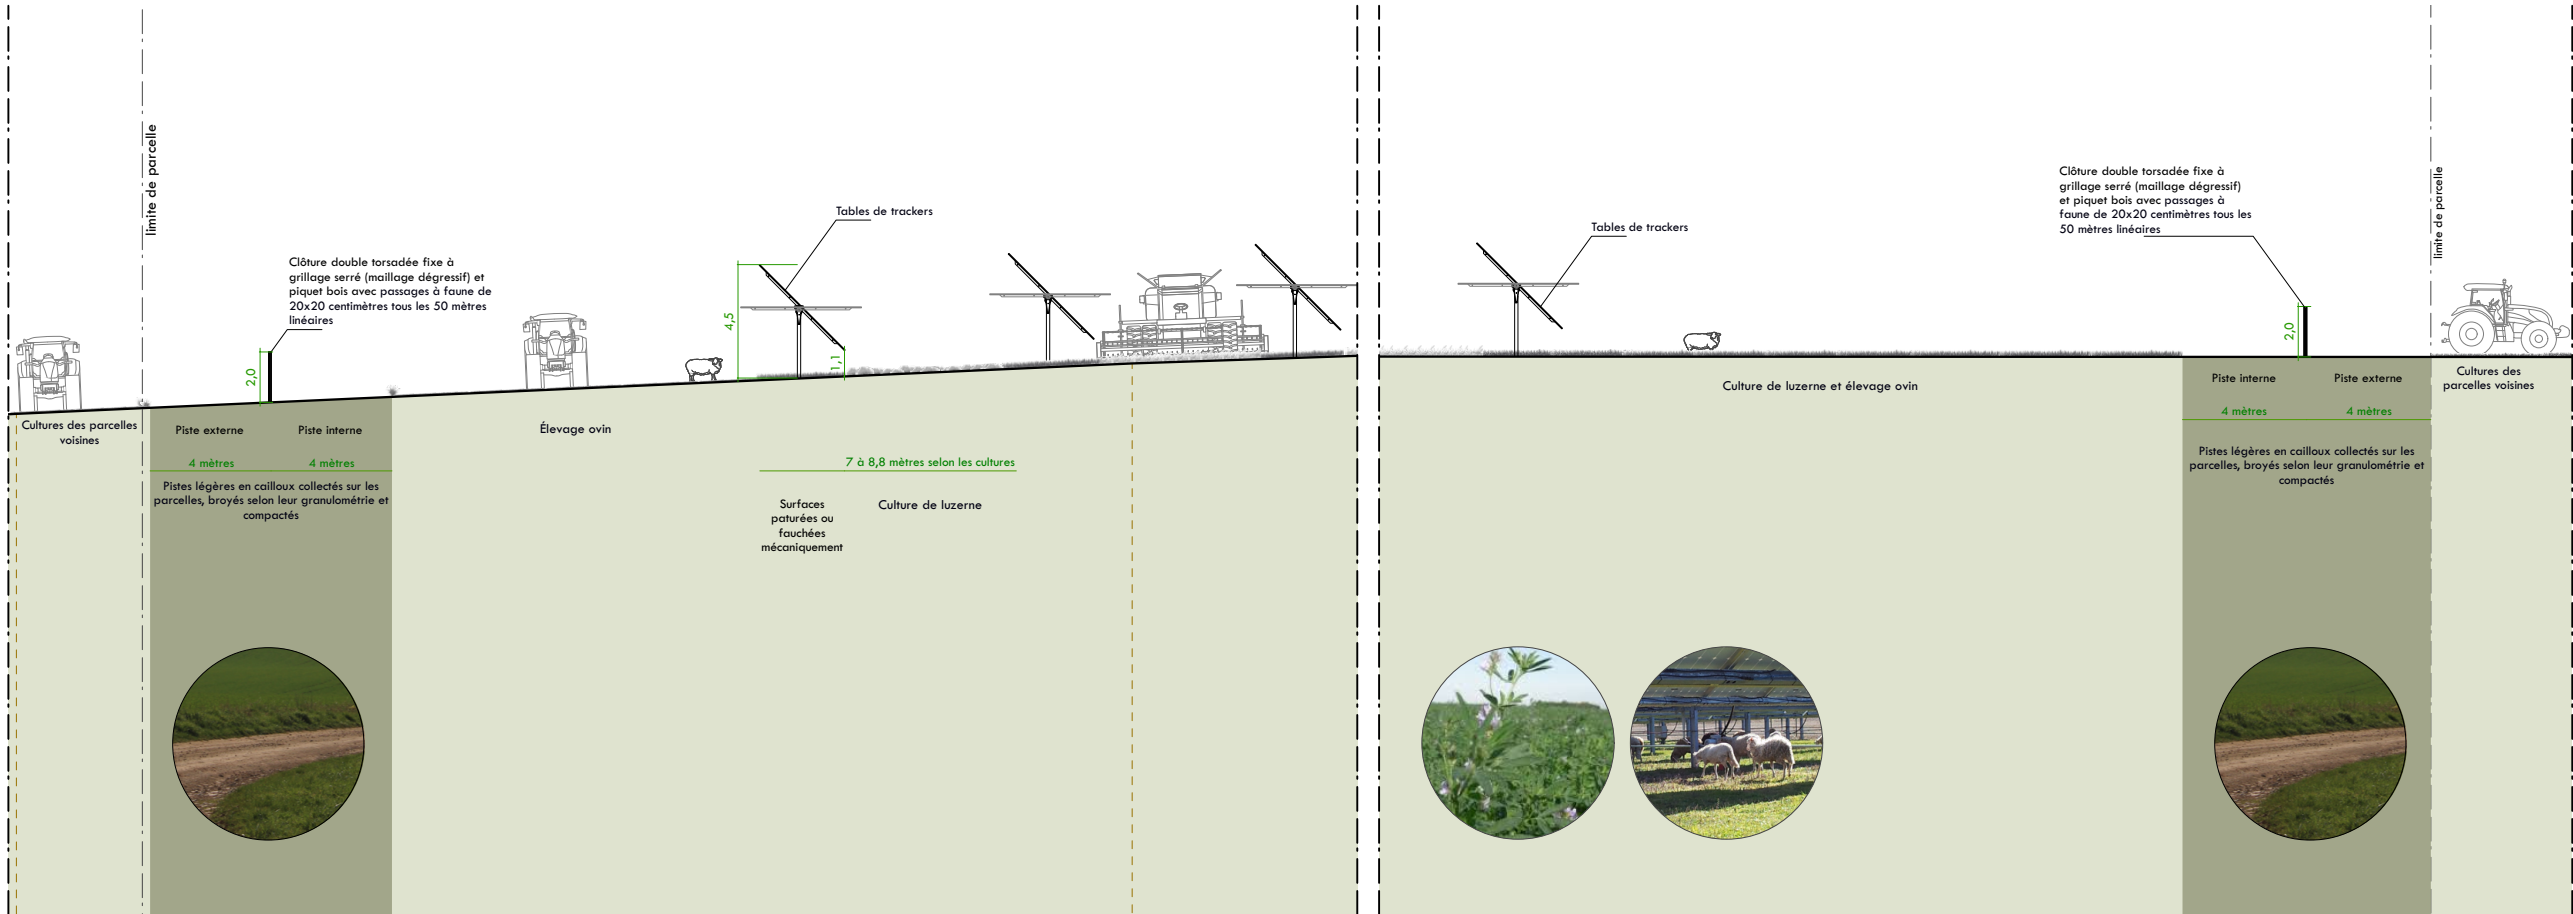 limite de parcelle
Clôture double torsadée fixe à
grillage serré (maillage dégressif) et
piquet bois avec passages à faune de
20x20 centimètres tous les 50 mètres
linéaires
2,0
Tables de trackers
4,5
1,1
Cultures des parcelles
voisines
Piste externe
Piste interne
4 mètres
4 mètres
Pistes légères en cailloux collectés sur les
parcelles, broyés selon leur granulométrie et
compactés
Élevage ovin
7 à 8,8 mètres selon les cultures
Surfaces
paturées ou
fauchées
mécaniquement
Culture de luzerne
Tables de trackers
Clôture double torsadée fixe à
grillage serré (maillage dégressif)
et piquet bois avec passages à
faune de 20x20 centimètres tous les
50 mètres linéaires
limite de parcelle
2,0
Culture de luzerne et élevage ovin
Piste interne
Piste externe
4 mètres
4 mètres
Pistes légères en cailloux collectés sur les
parcelles, broyés selon leur granulométrie et
compactés
Cultures des
parcelles voisines